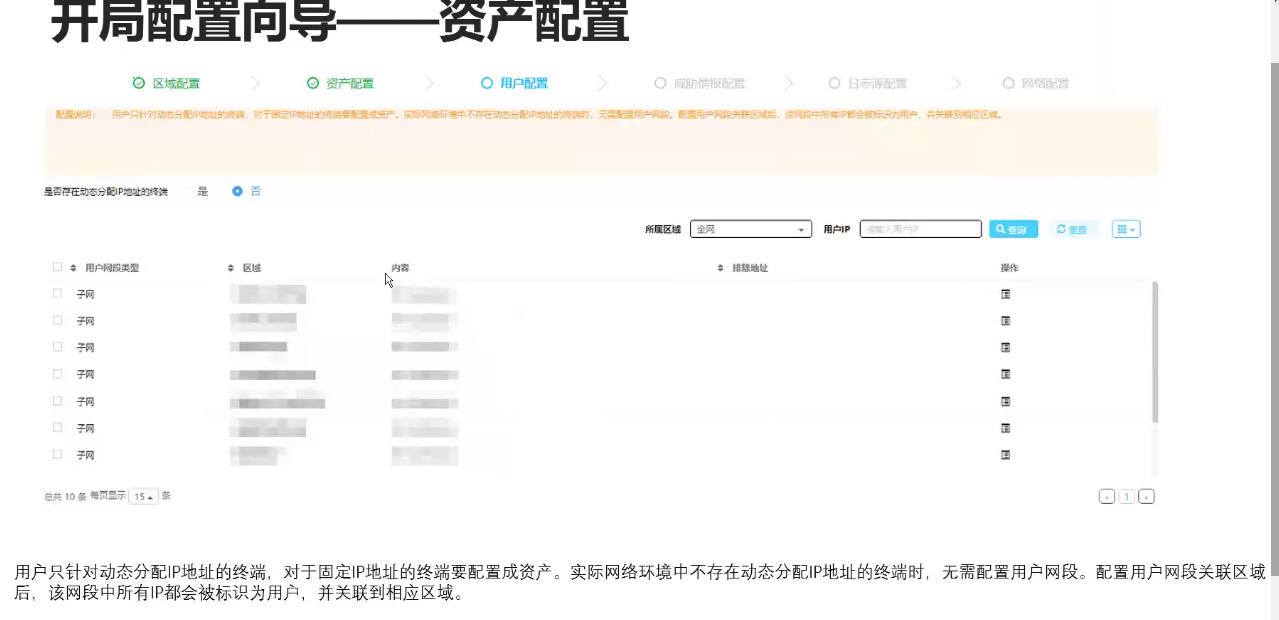 开局配置向导——资产配置
区域配置 资产配置 用户配置 威胁情报配置 日志源配置 网络配置
配置说明： 用户只针对动态分配IP地址的终端，对于固定IP地址的终端要配置成资产。实际网络环境中不存在动态分配IP地址的终端时，无需配置用户网段。配置用户网段关联区域后，该网段中所有IP都会被标识为用户，并关联到相应区域。
是否存在动态分配IP地址的终端 是 否
所属区域 全网 用户IP 请输入用户IP 查询 重置
用户网段类型 区域 内容 排除地址 操作
子网
子网
子网
子网
子网
子网
子网
总共 10 条 每页显示 15 条 1
用户只针对动态分配IP地址的终端，对于固定IP地址的终端要配置成资产。实际网络环境中不存在动态分配IP地址的终端时，无需配置用户网段。配置用户网段关联区域
后，该网段中所有IP都会被标识为用户，并关联到相应区域。